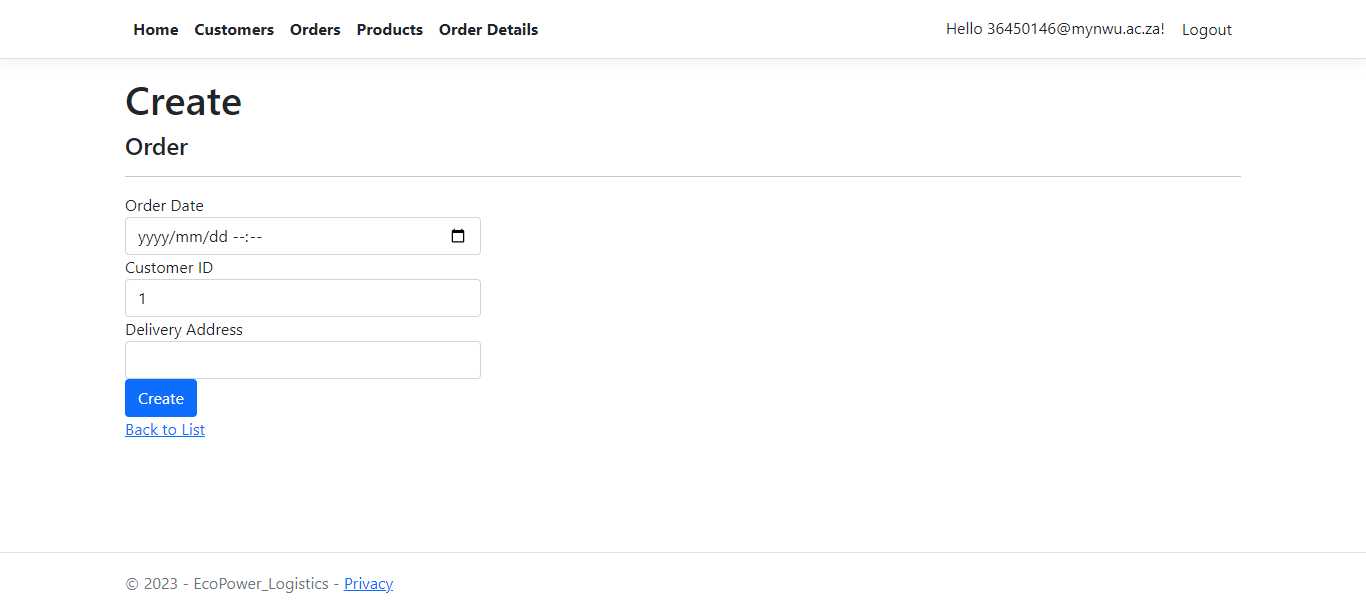 Home Customers Orders Products Order Details Hello 36450146@mynwu.ac.za! Logout
Create
Order
Order Date
yyyy/mm/dd --:--
Customer ID
1
Delivery Address
Create
Back to List
© 2023 - EcoPower_Logistics - Privacy